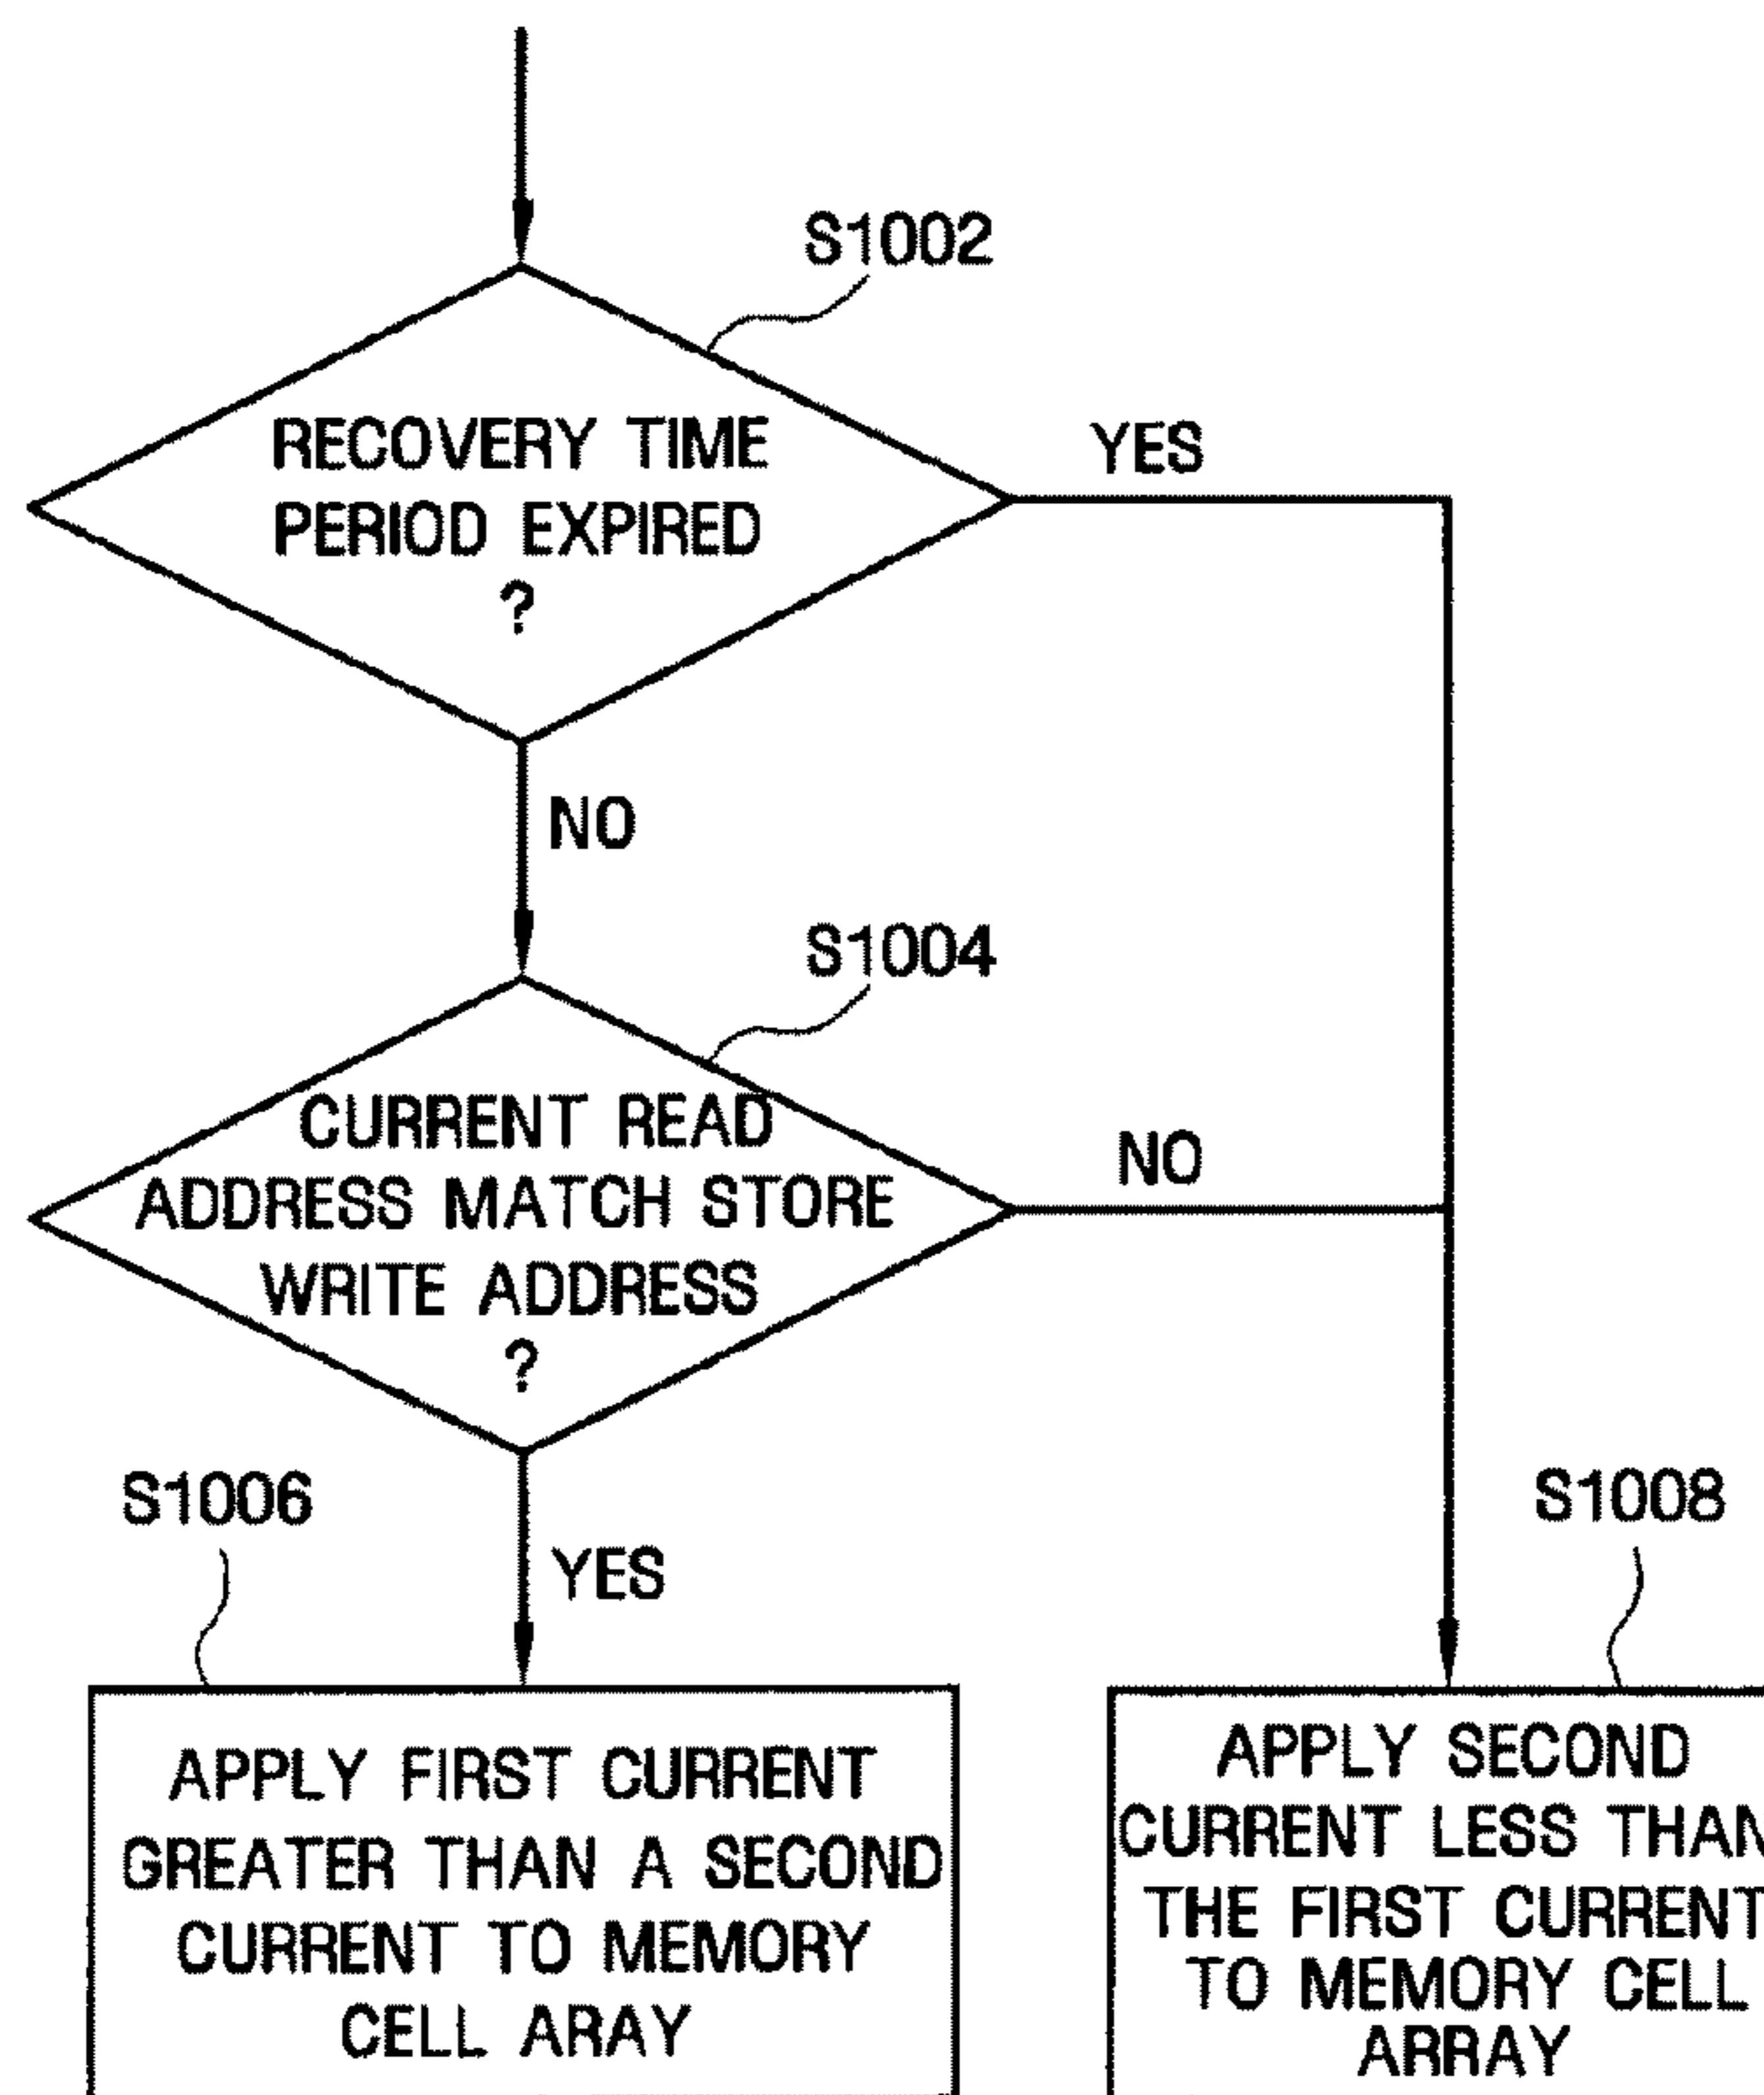 S1002
RECOVERY TIME
PERIOD EXPIRED
?
YES
NO
S1004
CURRENT READ
ADDRESS MATCH STORE
WRITE ADDRESS
?
NO
YES
S1006
APPLY FIRST CURRENT
GREATER THAN A SECOND
CURRENT TO MEMORY
CELL ARAY
S1008
APPLY SECOND
CURRENT LESS THAN
THE FIRST CURRENT
TO MEMORY CELL
ARRAY